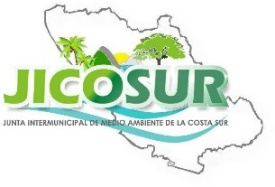 JICOSUR
JUNTA INTERMUNICIPAL DE MEDIO AMBIENTE DE LA COSTA SUR